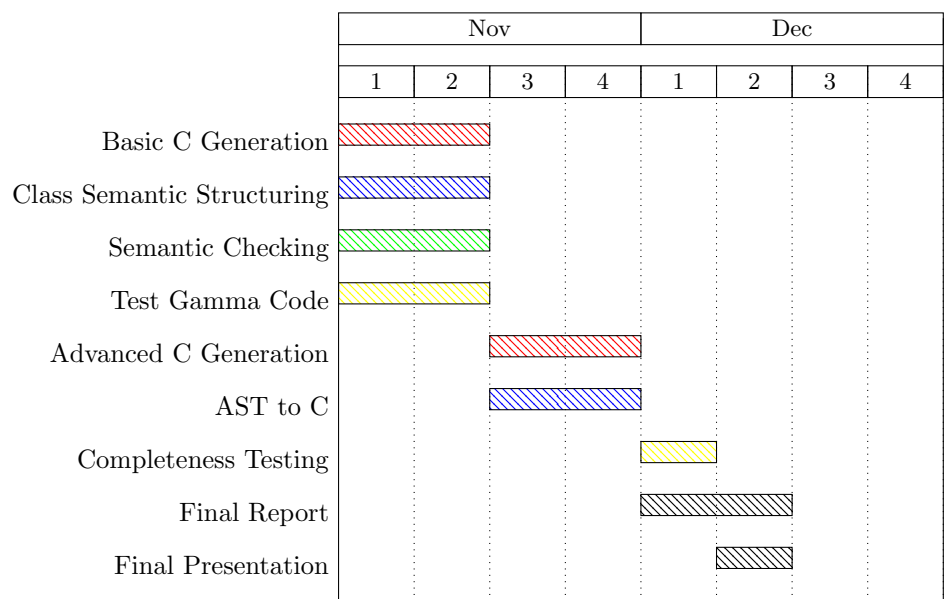 Nov Dec
1 2 3 4 1 2 3 4
Basic C Generation
Class Semantic Structuring
Semantic Checking
Test Gamma Code
Advanced C Generation
AST to C
Completeness Testing
Final Report
Final Presentation